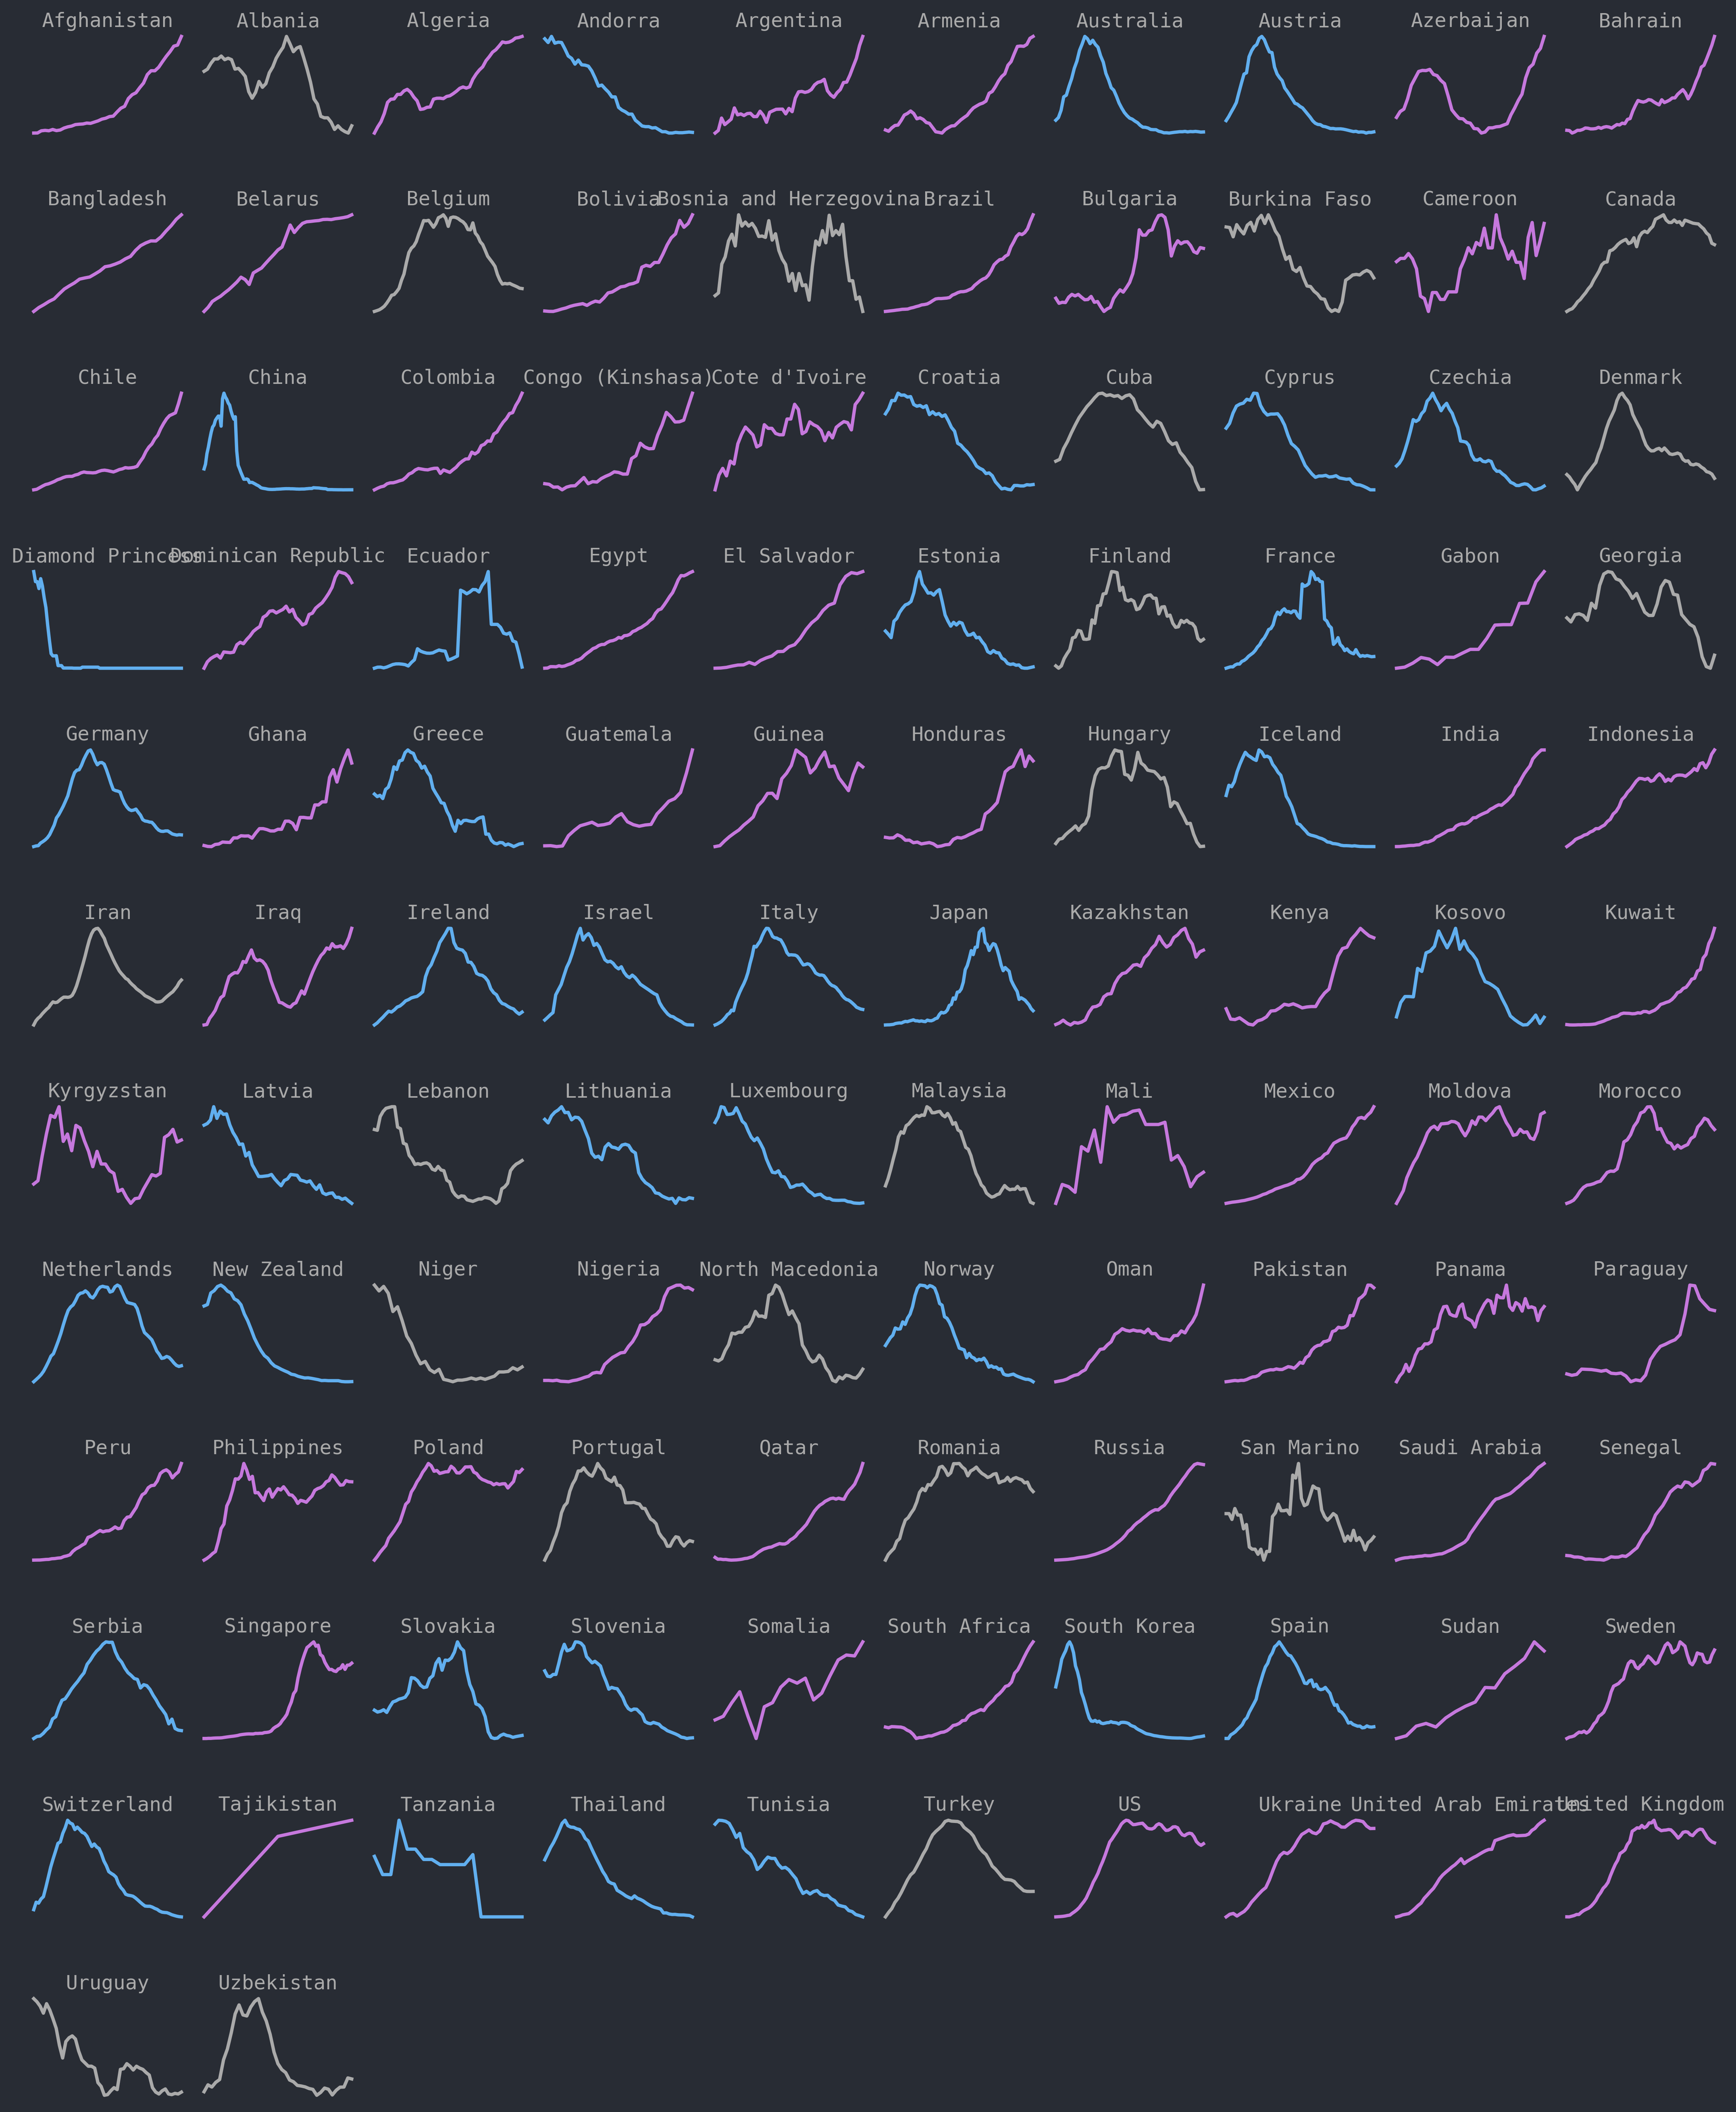 Afghanistan Albania Algeria Andorra Argentina Armenia Australia Austria Azerbaijan Bahrain
Bangladesh Belarus Belgium Bolivia Bosnia and Herzegovina Brazil Bulgaria Burkina Faso Cameroon Canada
Chile China Colombia Congo (Kinshasa) Cote d'Ivoire Croatia Cuba Cyprus Czechia Denmark
Diamond Princess Dominican Republic Ecuador Egypt El Salvador Estonia Finland France Gabon Georgia
Germany Ghana Greece Guatemala Guinea Honduras Hungary Iceland India Indonesia
Iran Iraq Ireland Israel Italy Japan Kazakhstan Kenya Kosovo Kuwait
Kyrgyzstan Latvia Lebanon Lithuania Luxembourg Malaysia Mali Mexico Moldova Morocco
Netherlands New Zealand Niger Nigeria North Macedonia Norway Oman Pakistan Panama Paraguay
Peru Philippines Poland Portugal Qatar Romania Russia San Marino Saudi Arabia Senegal
Serbia Singapore Slovakia Slovenia Somalia South Africa South Korea Spain Sudan Sweden
Switzerland Tajikistan Tanzania Thailand Tunisia Turkey US Ukraine United Arab Emirates United Kingdom
Uruguay Uzbekistan